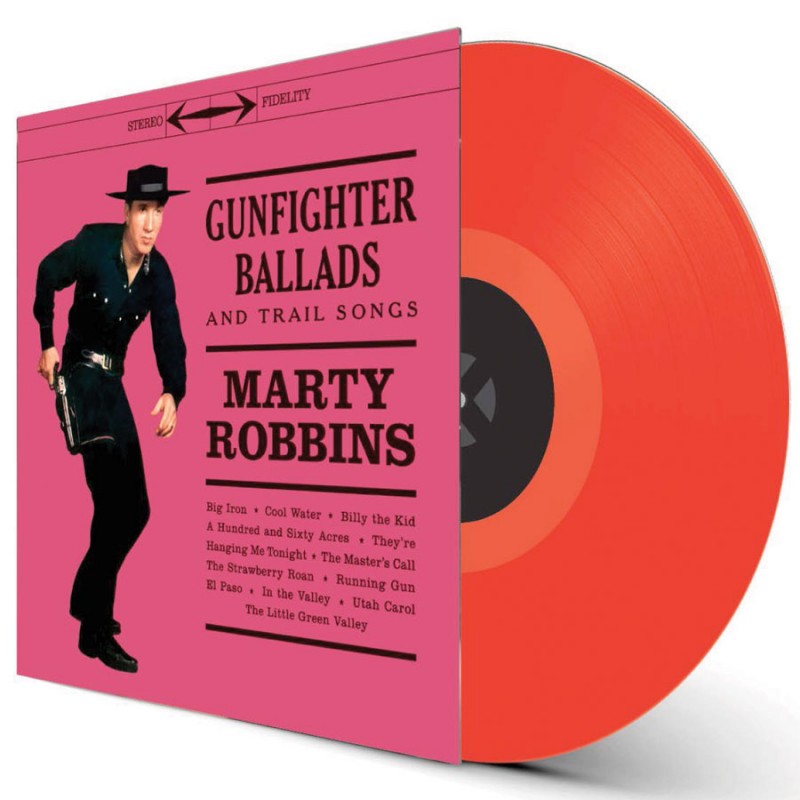 STEREO FIDELITY
GUNFIGHTER
BALLADS
AND TRAIL SONGS
MARTY
ROBBINS
Big Iron ★ Cool Water ★ Billy the Kid
A Hundred and Sixty Acres ★ They're
Hanging Me Tonight ★ The Master's Call
The Strawberry Roan ★ Running Gun
El Paso ★ In the Valley ★ Utah Carol
The Little Green Valley